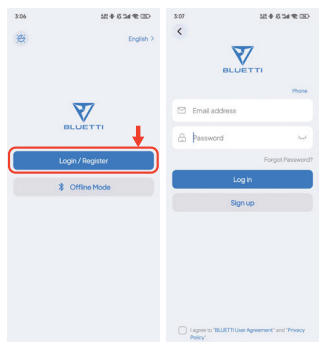 3:06
English >
BLUETTI
Login / Register
Offline Mode
3:07
BLUETTI
Phone
Email address
Password
Forgot Password?
Log in
Sign up
I agree to "BLUETTI User Agreement" and "Privacy
Policy"